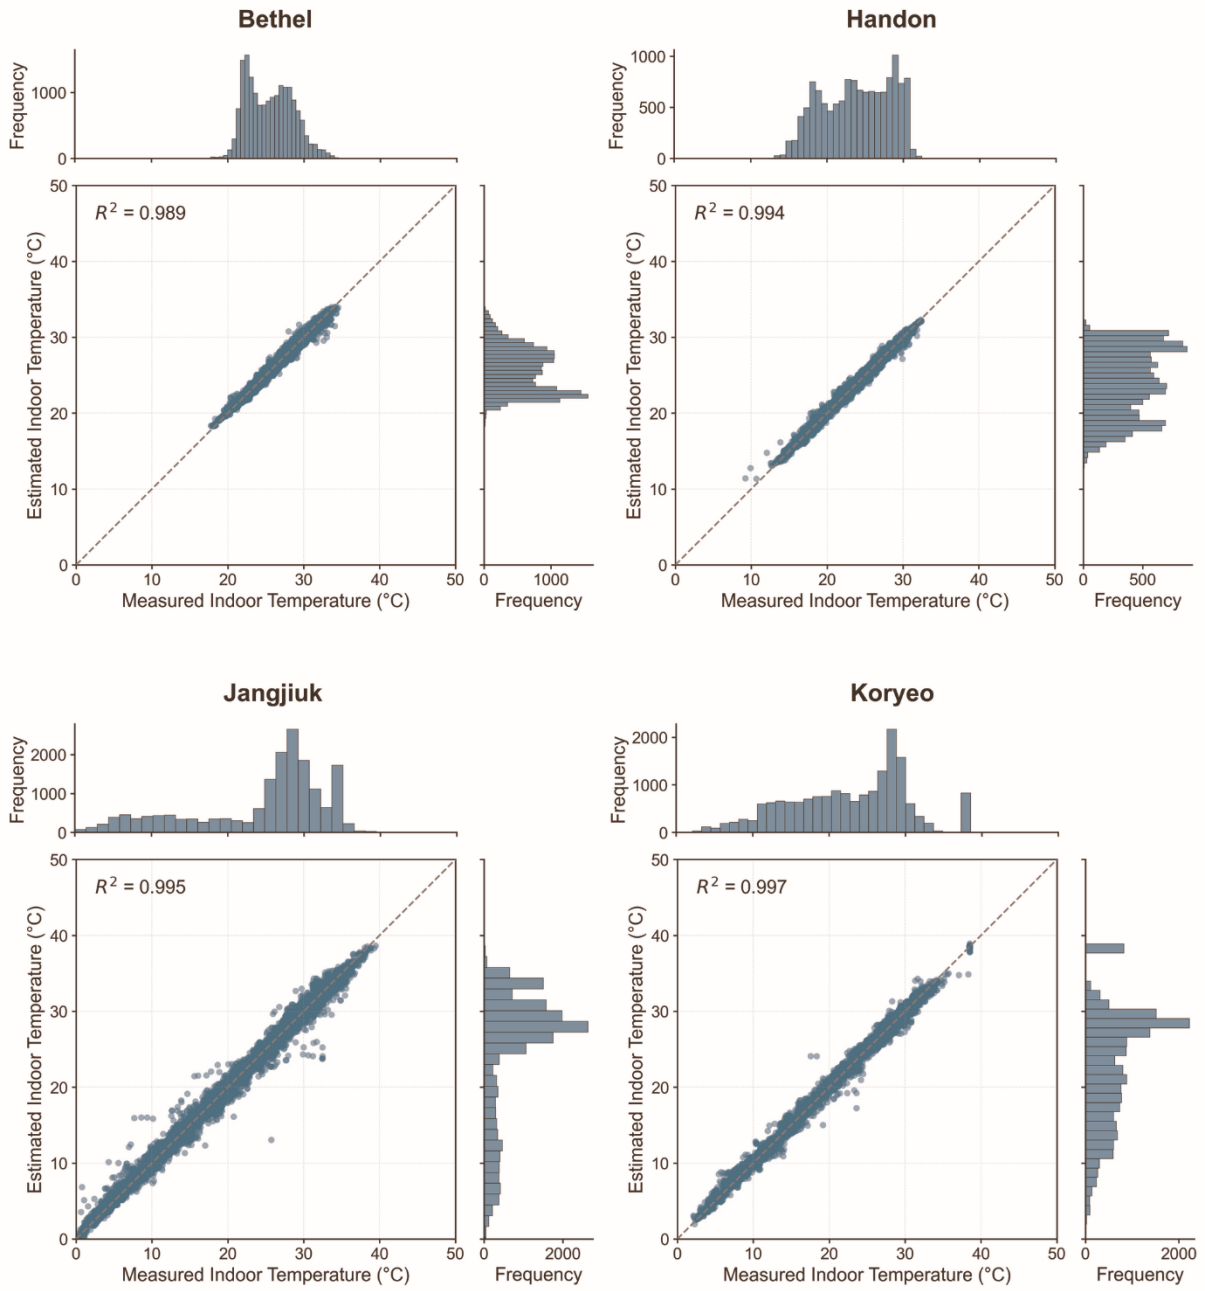 Bethel
Frequency
1000
0
50
40
30
20
10
0
Estimated Indoor Temperature (°C)
R² = 0.989
0 10 20 30 40 50
Measured Indoor Temperature (°C)
0 1000
Frequency
Handon
Frequency
1000
500
0
50
40
30
20
10
0
Estimated Indoor Temperature (°C)
R² = 0.994
0 10 20 30 40 50
Measured Indoor Temperature (°C)
0 500
Frequency
Jangjiuk
Frequency
2000
1000
0
50
40
30
20
10
0
Estimated Indoor Temperature (°C)
R² = 0.995
0 10 20 30 40 50
Measured Indoor Temperature (°C)
0 2000
Frequency
Koryeo
Frequency
2000
1000
0
50
40
30
20
10
0
Estimated Indoor Temperature (°C)
R² = 0.997
0 10 20 30 40 50
Measured Indoor Temperature (°C)
0 2000
Frequency